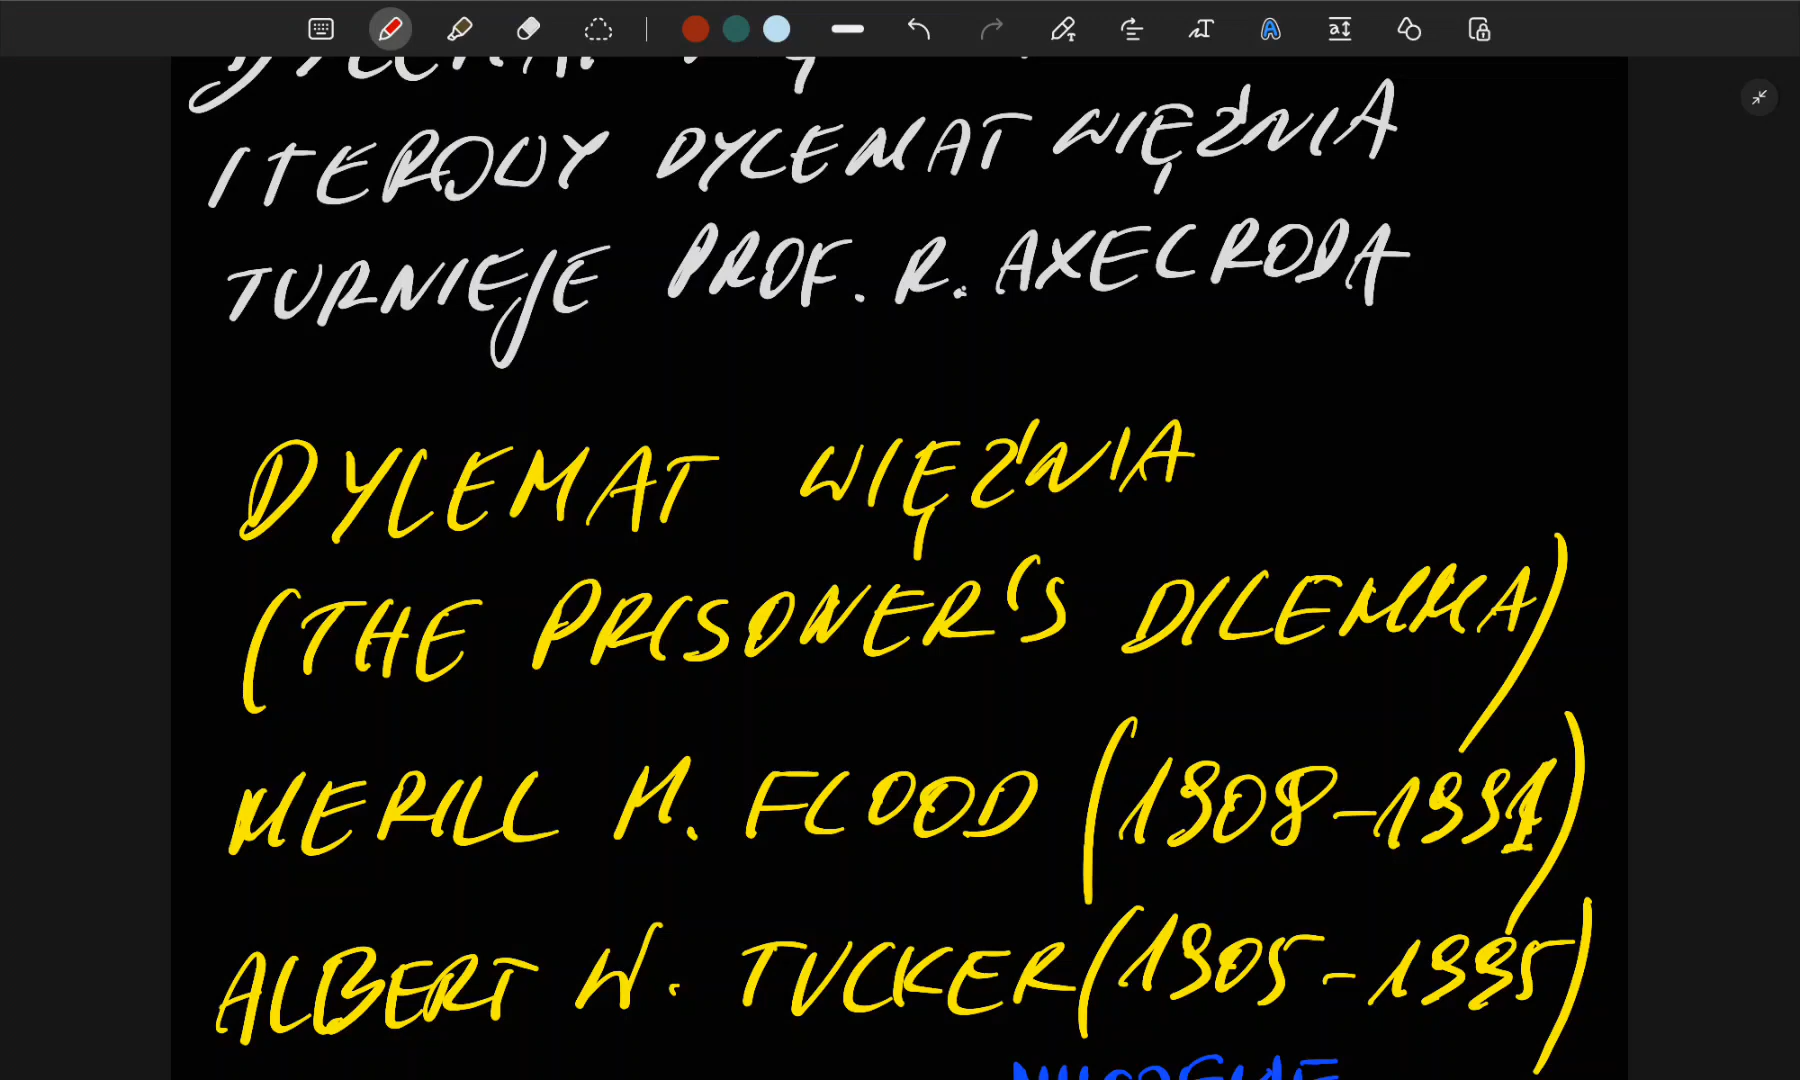 DYLEMAT
ITEROWY DYLEMAT WIĘŹNIA
TURNIEJE PROF. R. AXELRODA
DYLEMAT WIĘŹNIA
(THE PRISONER'S DILEMMA)
MERILL M. FLOOD (1908-1991)
ALBERT W. TUCKER (1905-1995)